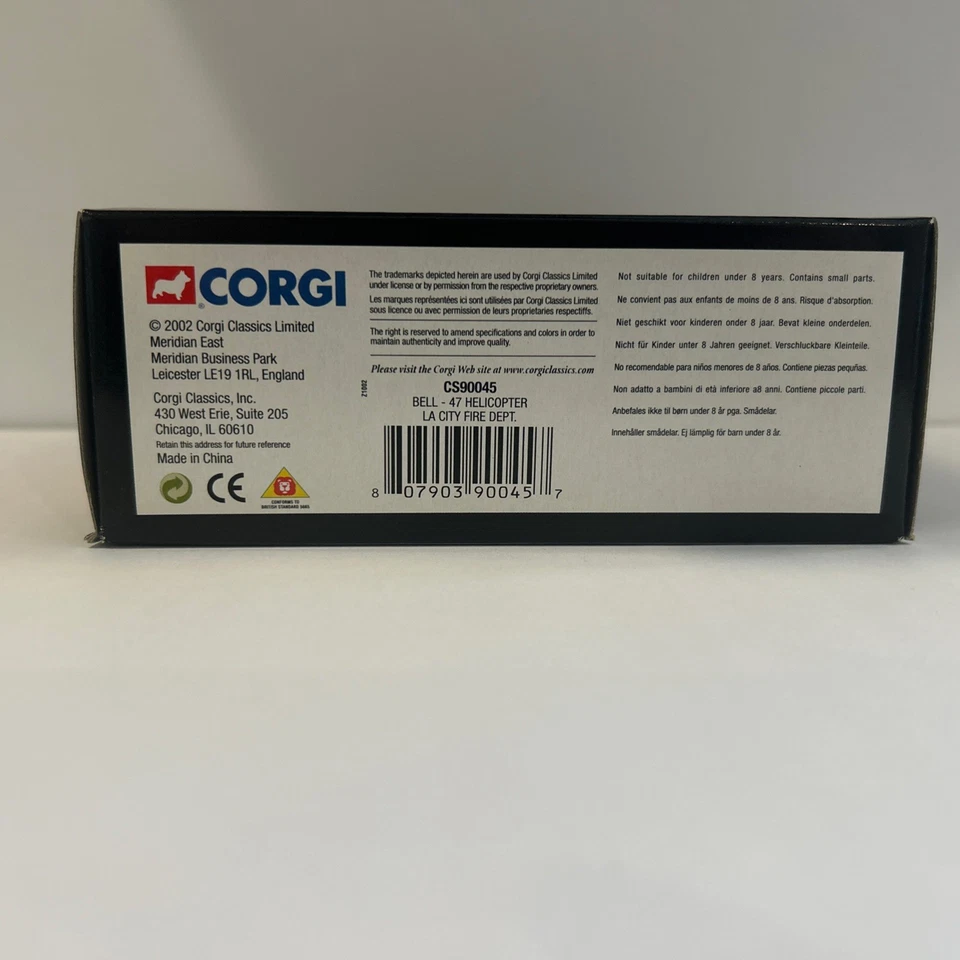 CORGI
© 2002 Corgi Classics Limited
Meridian East
Meridian Business Park
Leicester LE19 1RL, England
Corgi Classics, Inc.
430 West Erie, Suite 205
Chicago, IL 60610
Retain this address for future reference
Made in China
CE
CONFORMS TO
BRITISH STANDARD 5665
The trademarks depicted herein are used by Corgi Classics Limited
under license or by permission from the respective proprietary owners.
Les marques représentées ici sont utilisées par Corgi Classics Limited
sous licence ou avec permission de leurs proprietaries respectifs.
The right is reserved to amend specifications and colors in order to
maintain authenticity and improve quality.
Please visit the Corgi Web site at www.corgiclassics.com
Z1002
CS90045
BELL - 47 HELICOPTER
LA CITY FIRE DEPT.
8 07903 90045 7
Not suitable for children under 8 years. Contains small parts.
Ne convient pas aux enfants de moins de 8 ans. Risque d'absorption.
Niet geschikt voor kinderen onder 8 jaar. Bevat kleine onderdelen.
Nicht für Kinder unter 8 Jahren geeignet. Verschluckbare Kleinteile.
No recomendable para niños menores de 8 años. Contiene piezas pequñas.
Non adatto a bambini di età inferiore a8 anni. Contiene piccole parti.
Anbefales ikke til børn under 8 år pga. Smådelar.
Innehåller smådelar. Ej lämplig för barn under 8 år.